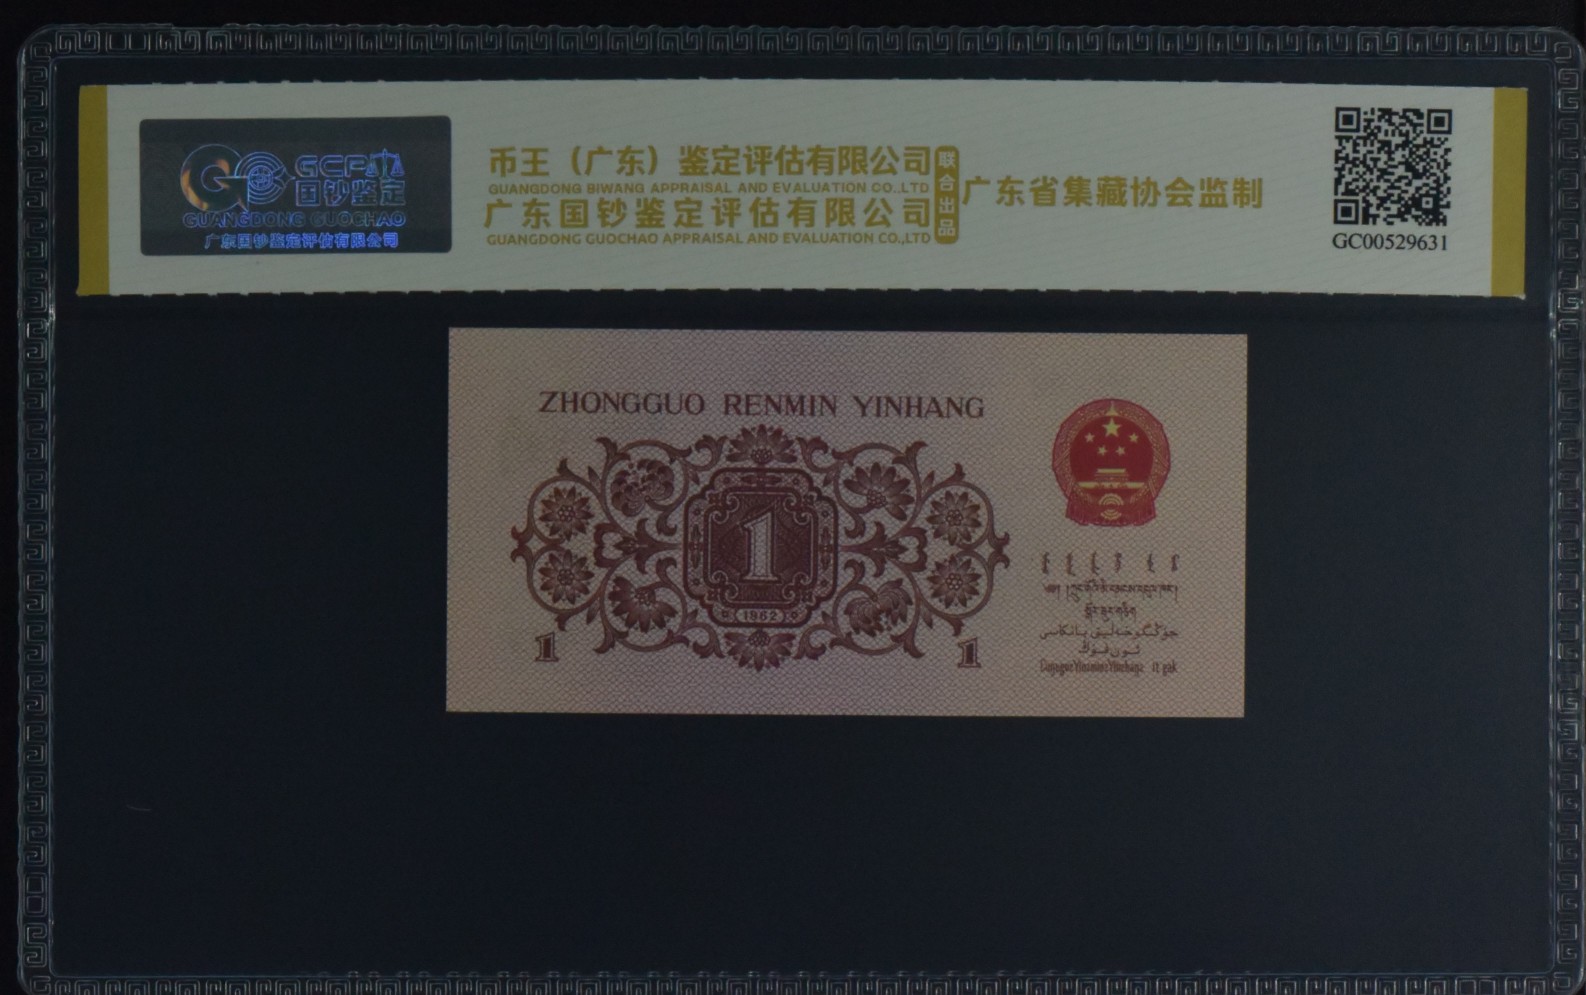 GCPA
国钞鉴定
GUANGDONG GUOCHAO
广东国钞鉴定评估有限公司
币王（广东）鉴定评估有限公司
GUANGDONG BIWANG APPRAISAL AND EVALUATION CO.,LTD
广东国钞鉴定评估有限公司
GUANGDONG GUOCHAO APPRAISAL AND EVALUATION CO.,LTD
联合出品
广东省集藏协会监制
GC00529631
ZHONGGUO RENMIN YINHANG
1
1962
1
1